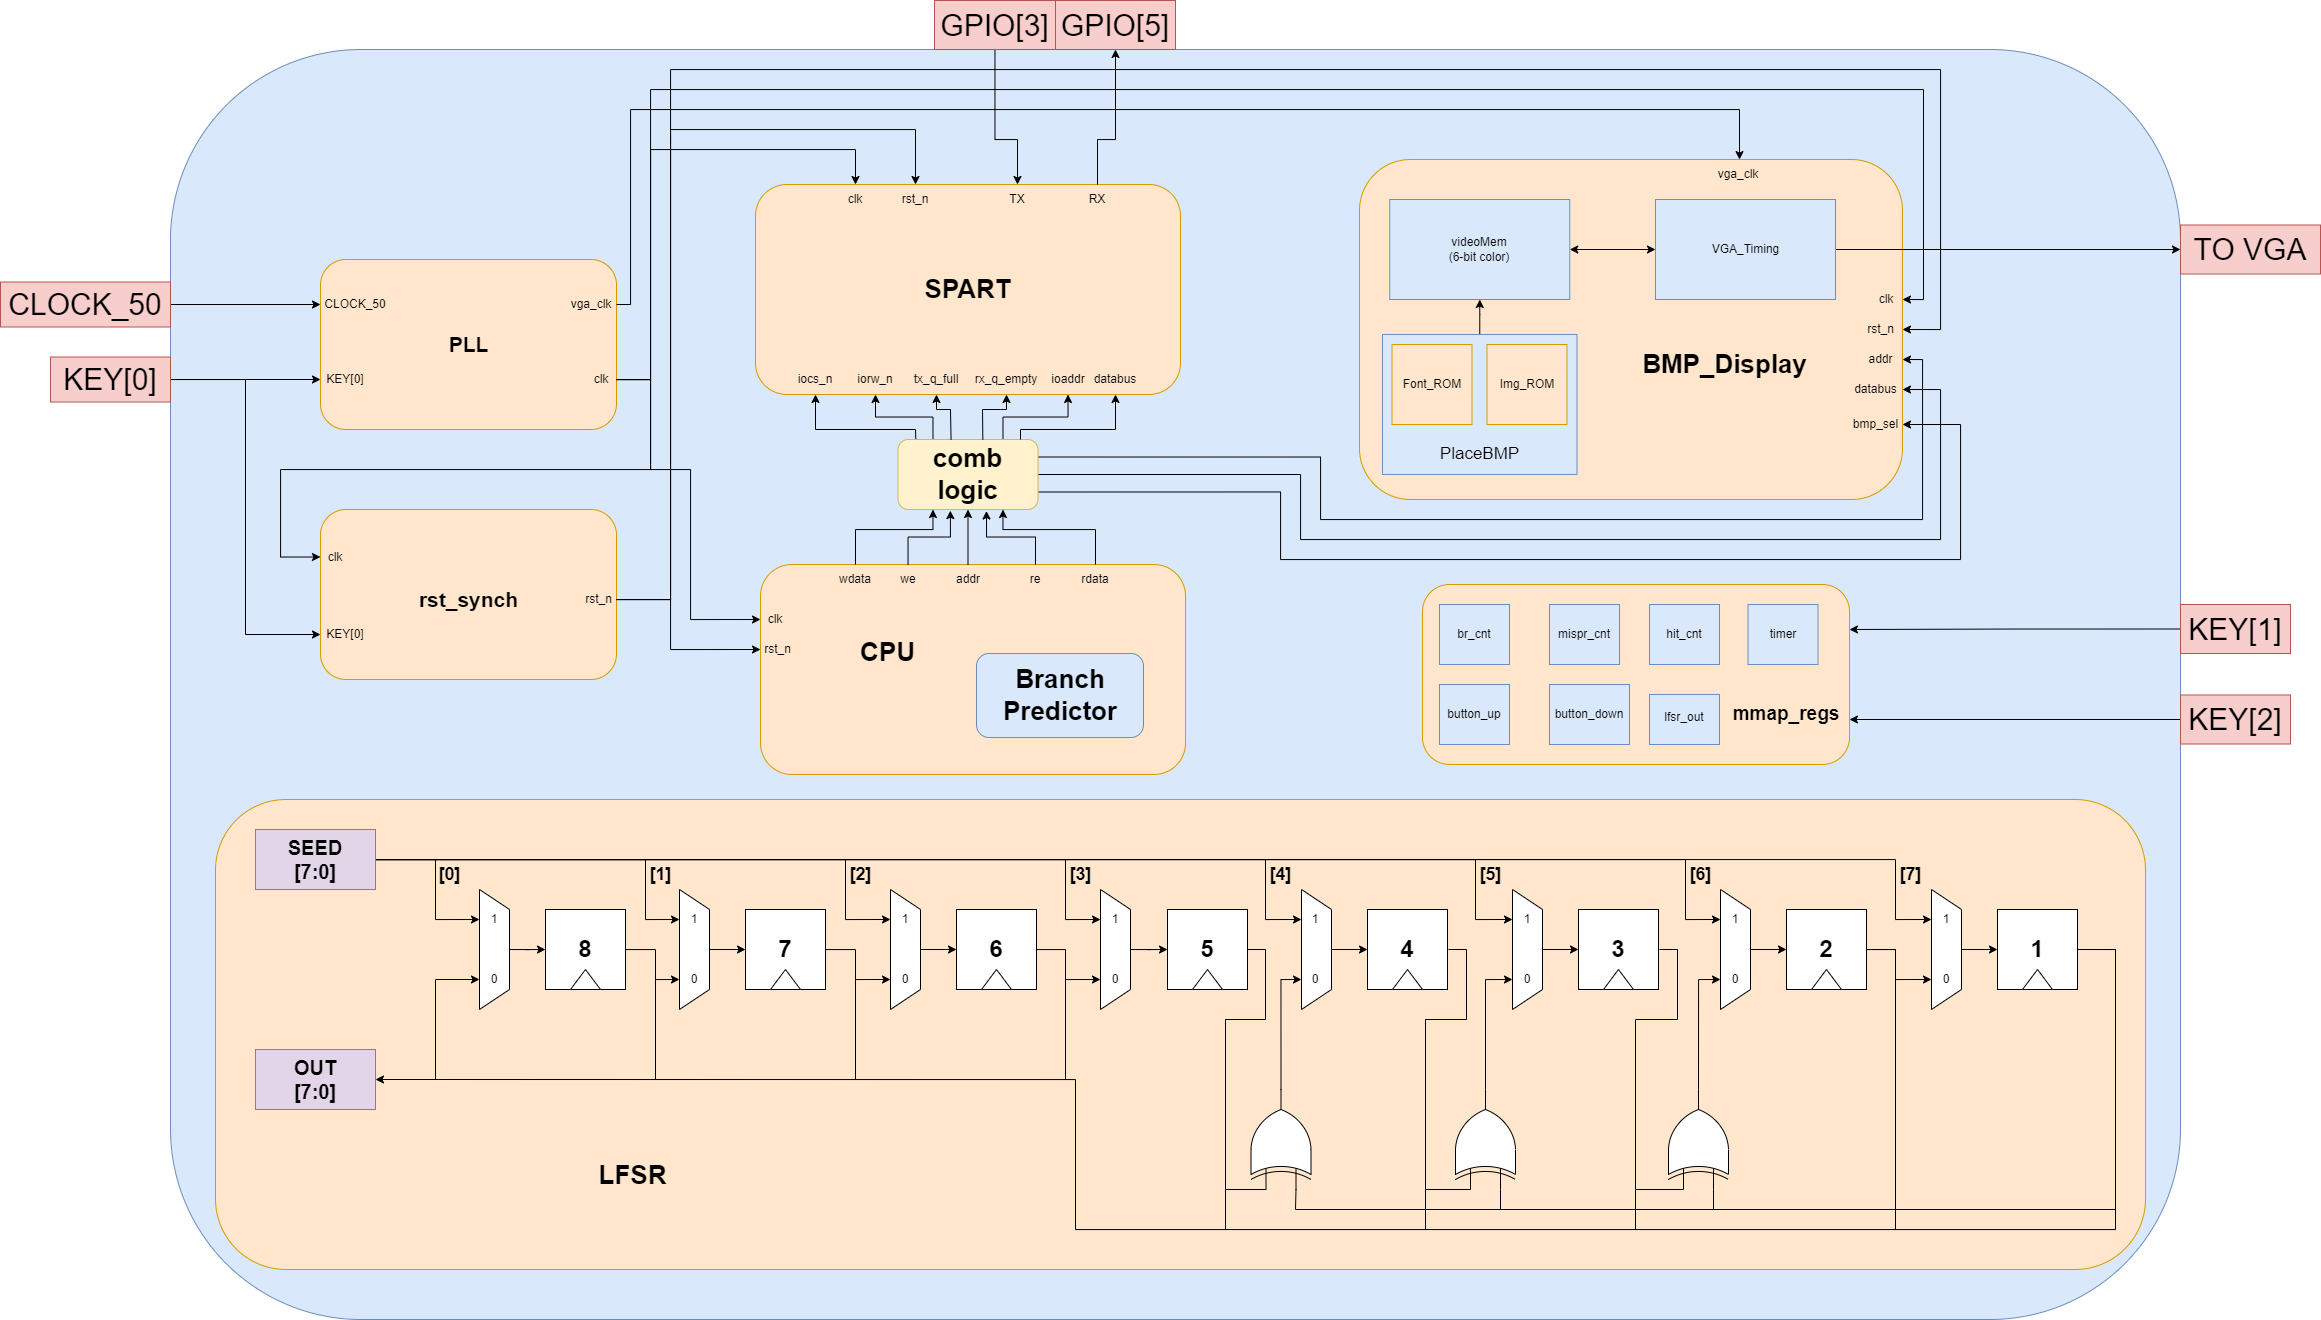 GPIO[3]
GPIO[5]
CLOCK_50
KEY[0]
CLOCK_50
vga_clk
PLL
KEY[0]
clk
clk
rst_synch
rst_n
KEY[0]
clk
rst_n
TX
RX
SPART
iocs_n
iorw_n
tx_q_full
rx_q_empty
ioaddr
databus
comb
logic
wdata
we
addr
re
rdata
clk
rst_n
CPU
Branch
Predictor
vga_clk
videoMem
(6-bit color)
VGA_Timing
clk
rst_n
addr
databus
bmp_sel
BMP_Display
Font_ROM
Img_ROM
PlaceBMP
TO VGA
br_cnt
mispr_cnt
hit_cnt
timer
button_up
button_down
lfsr_out
mmap_regs
KEY[1]
KEY[2]
SEED
[7:0]
[0]
[1]
[2]
[3]
[4]
[5]
[6]
[7]
1
1
1
1
1
1
1
1
8
7
6
5
4
3
2
1
0
0
0
0
0
0
0
0
OUT
[7:0]
LFSR